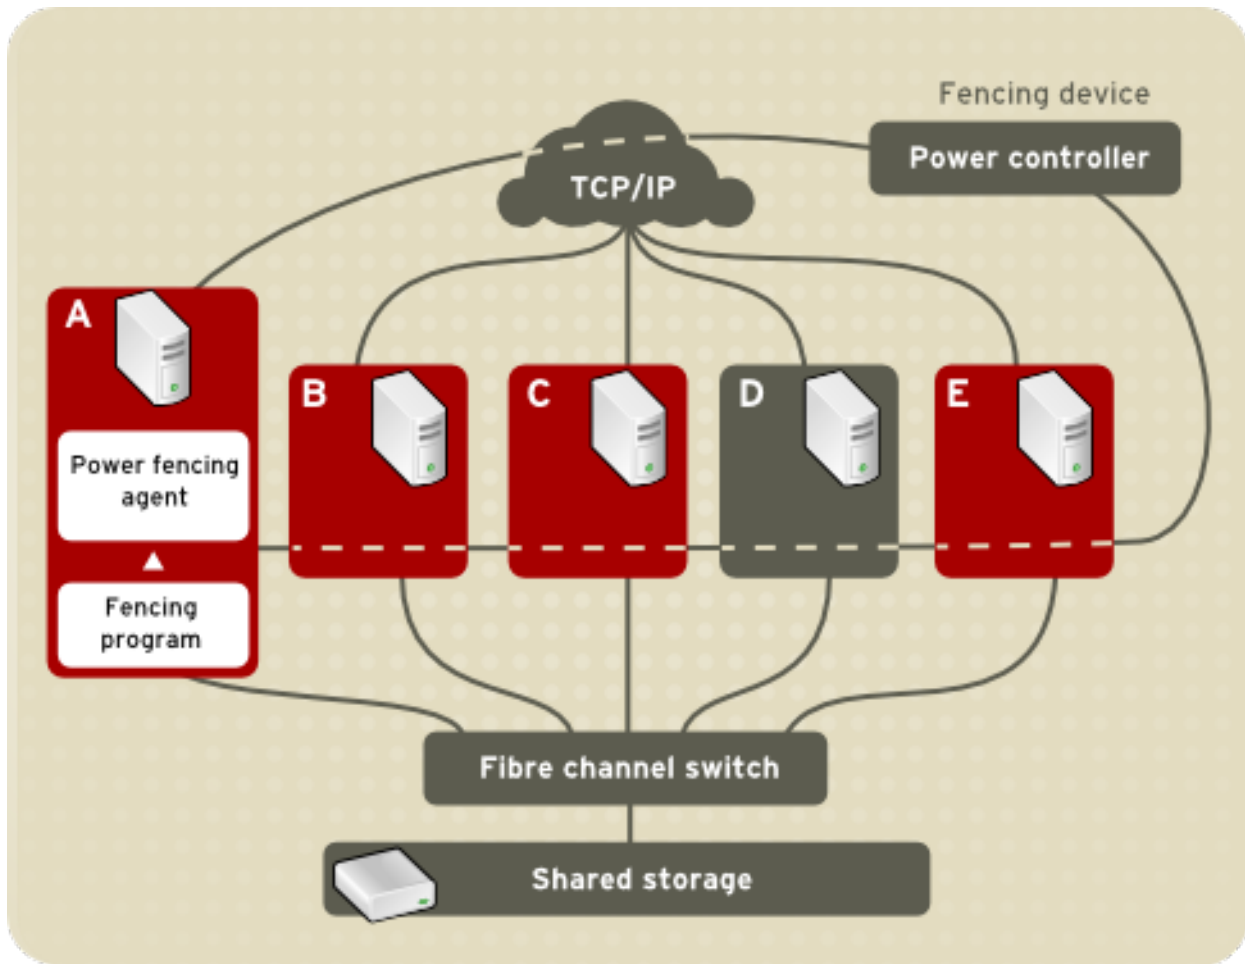 Fencing device
Power controller
TCP/IP
A
B
C
D
E
Power fencing
agent
Fencing
program
Fibre channel switch
Shared storage